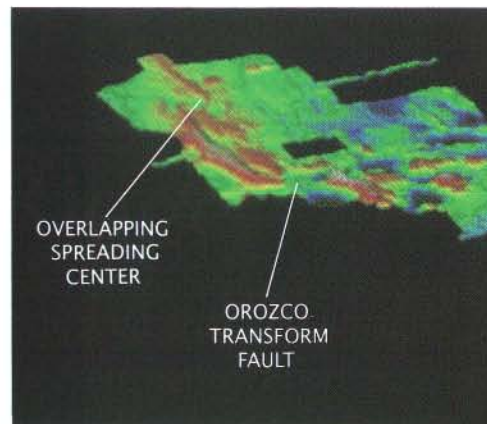 OVERLAPPING
SPREADING
CENTER
OROZCO
TRANSFORM
FAULT